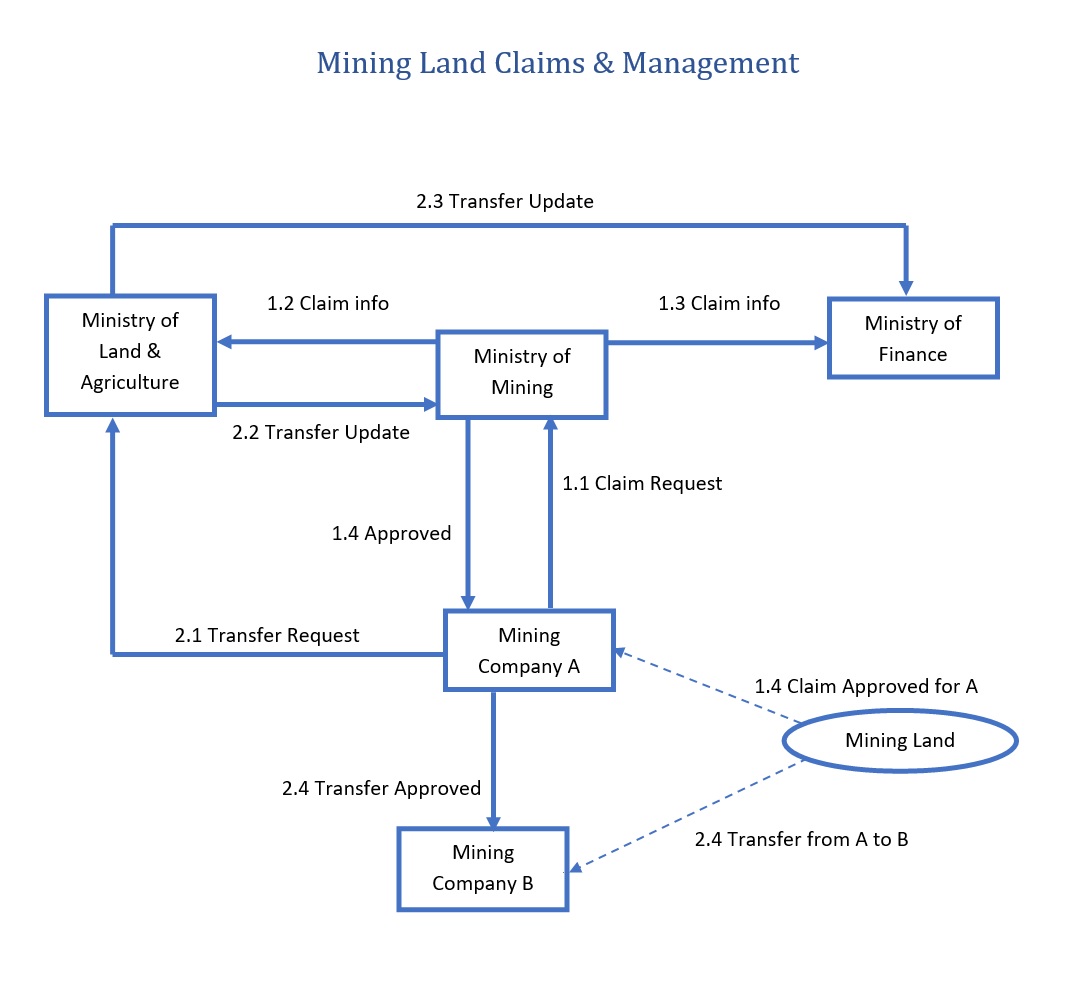 Mining Land Claims & Management
2.3 Transfer Update
1.2 Claim info
1.3 Claim info
Ministry of
Land &
Agriculture
Ministry of
Mining
Ministry of
Finance
2.2 Transfer Update
1.1 Claim Request
1.4 Approved
2.1 Transfer Request
Mining
Company A
1.4 Claim Approved for A
Mining Land
2.4 Transfer Approved
2.4 Transfer from A to B
Mining
Company B